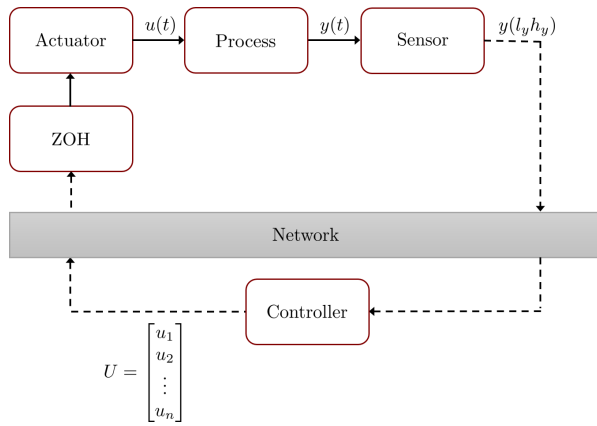 Actuator
u(t)
Process
y(t)
Sensor
y(l_y h_y)
ZOH
Network
Controller
U = [u_1
u_2
⋮
u_n]